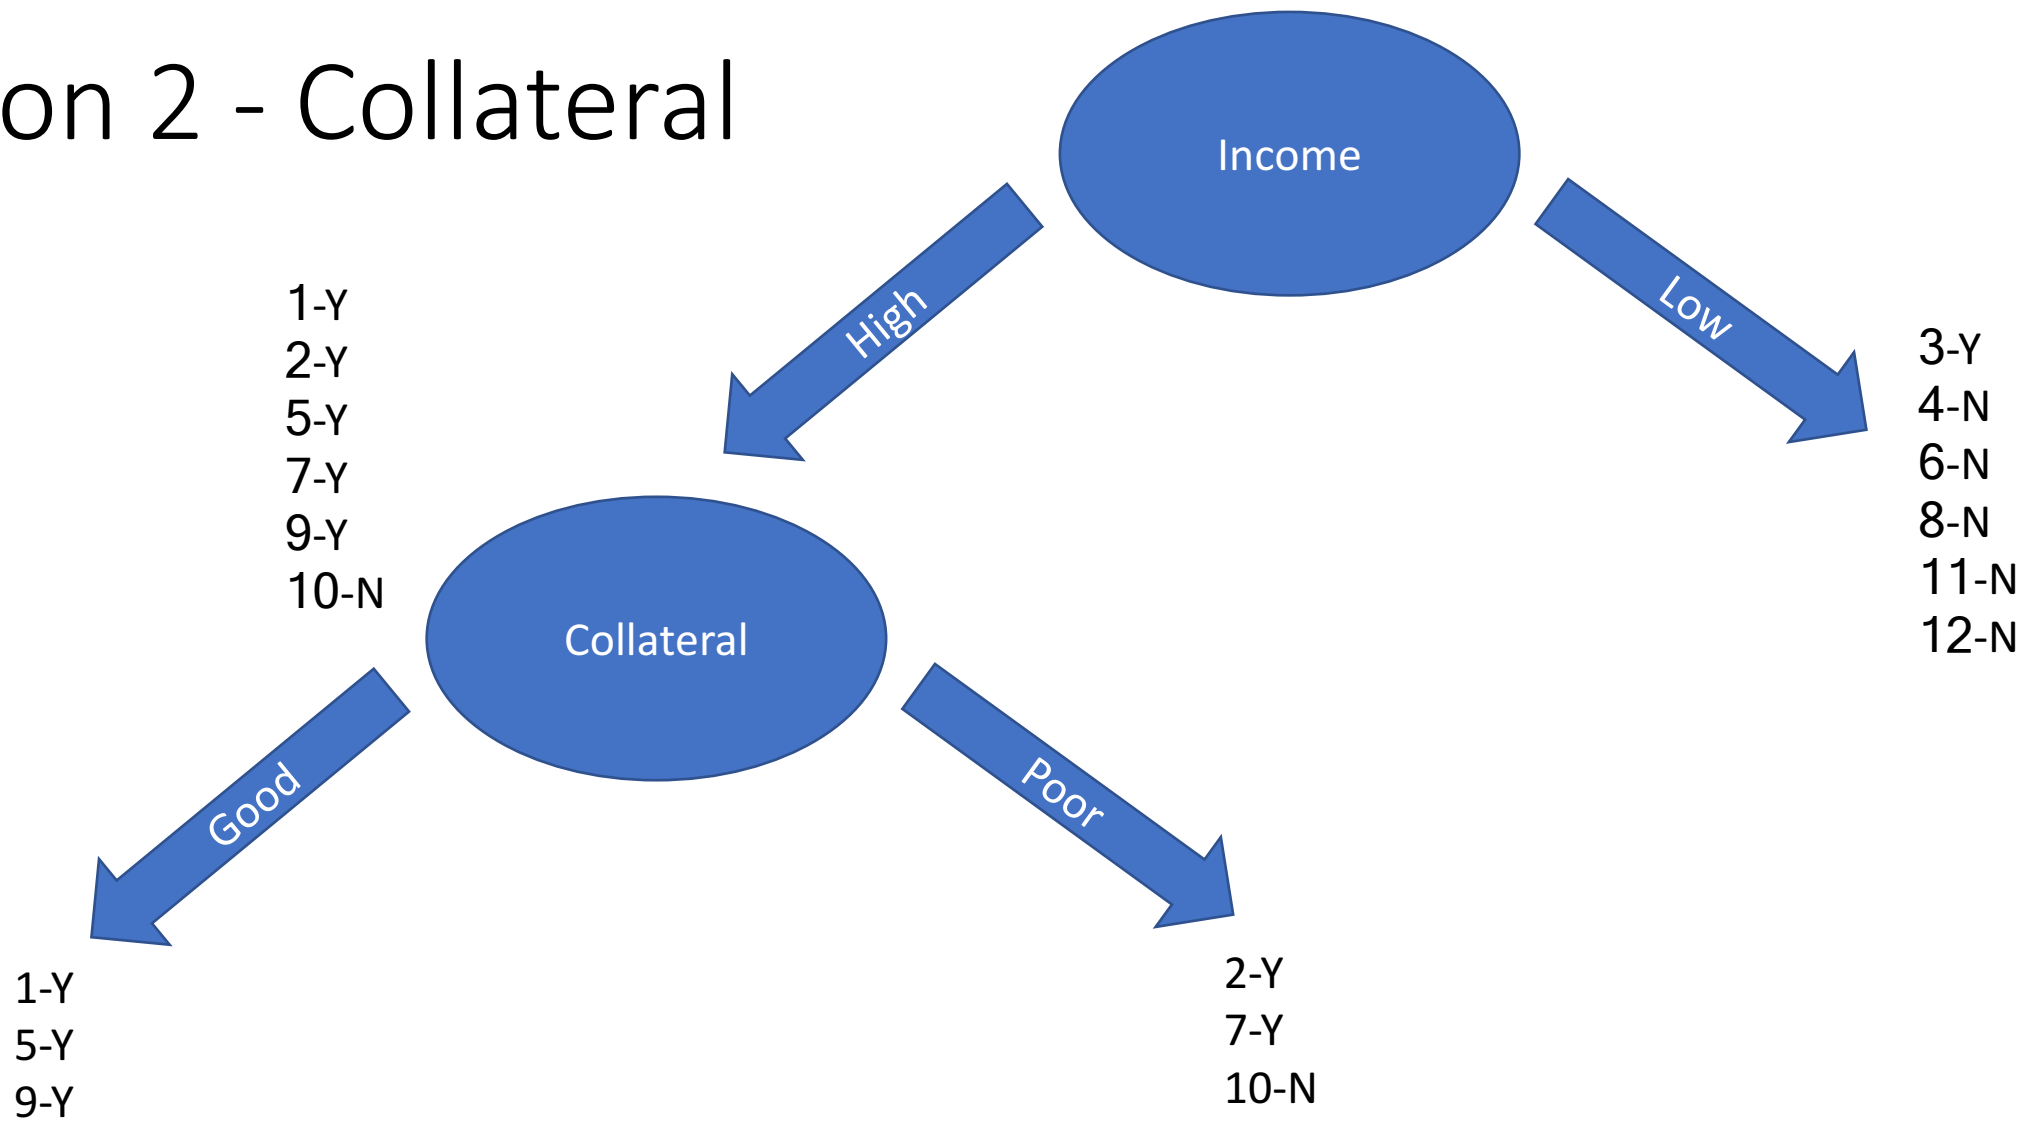 on 2 - Collateral
Income
High
Low
1-Y
2-Y
5-Y
7-Y
9-Y
10-N
3-Y
4-N
6-N
8-N
11-N
12-N
Collateral
Good
Poor
1-Y
5-Y
9-Y
2-Y
7-Y
10-N